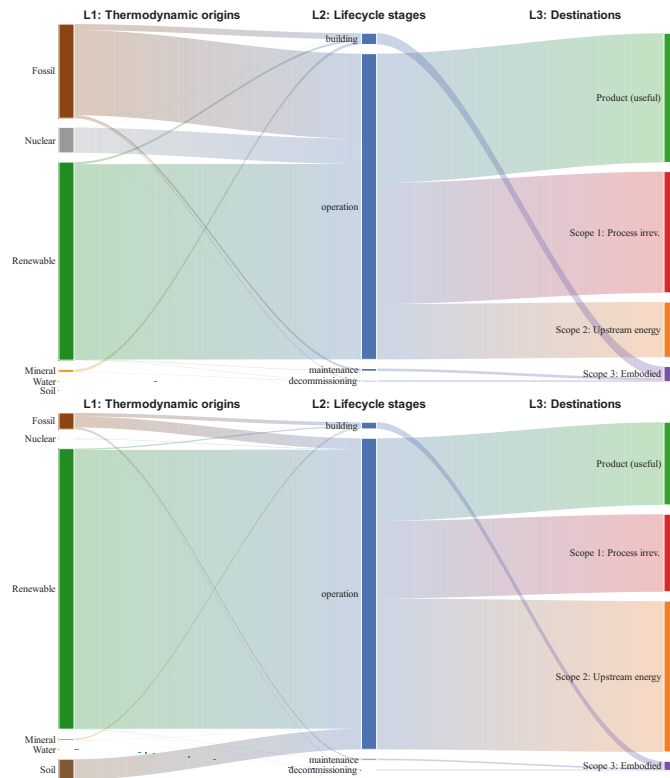 L1: Thermodynamic origins
L2: Lifecycle stages
L3: Destinations
Fossil
building
Product (useful)
Nuclear
operation
Scope 1: Process irrev.
Renewable
Scope 2: Upstream energy
Mineral
maintenance
Scope 3: Embodied
Water
decommissioning
Soil
L1: Thermodynamic origins
L2: Lifecycle stages
L3: Destinations
Fossil
building
Nuclear
Product (useful)
Scope 1: Process irrev.
Renewable
operation
Scope 2: Upstream energy
Mineral
Water
maintenance
Scope 3: Embodied
Soil
decommissioning